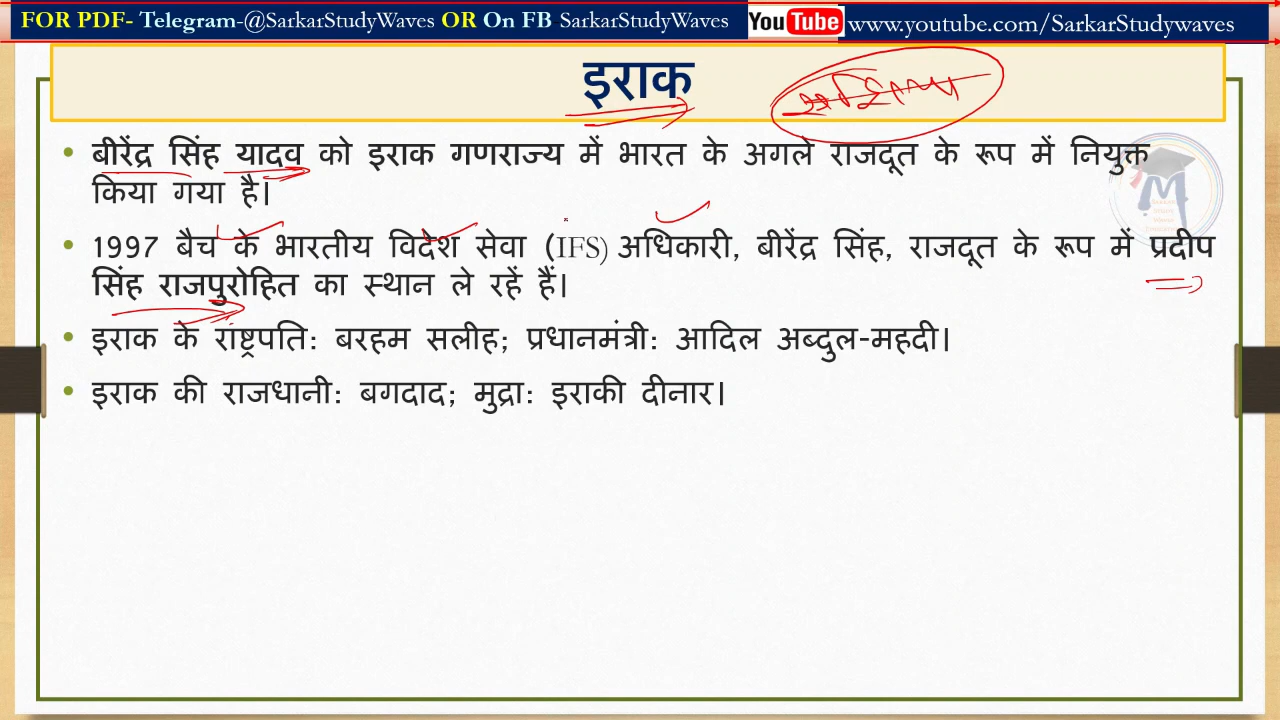 FOR PDF- Telegram-@SarkarStudyWaves OR On FB-SarkarStudyWaves YouTube www.youtube.com/SarkarStudywaves
इराक
बीरेंद्र सिंह यादव को इराक गणराज्य में भारत के अगले राजदूत के रूप में नियुक्त
किया गया है।
1997 बैच के भारतीय विदेश सेवा (IFS) अधिकारी, बीरेंद्र सिंह, राजदूत के रूप में प्रदीप
सिंह राजपुरोहित का स्थान ले रहें हैं।
इराक के राष्ट्रपति: बरहम सलीह; प्रधानमंत्री: आदिल अब्दुल-महदी।
इराक की राजधानी: बगदाद; मुद्रा: इराकी दीनार।